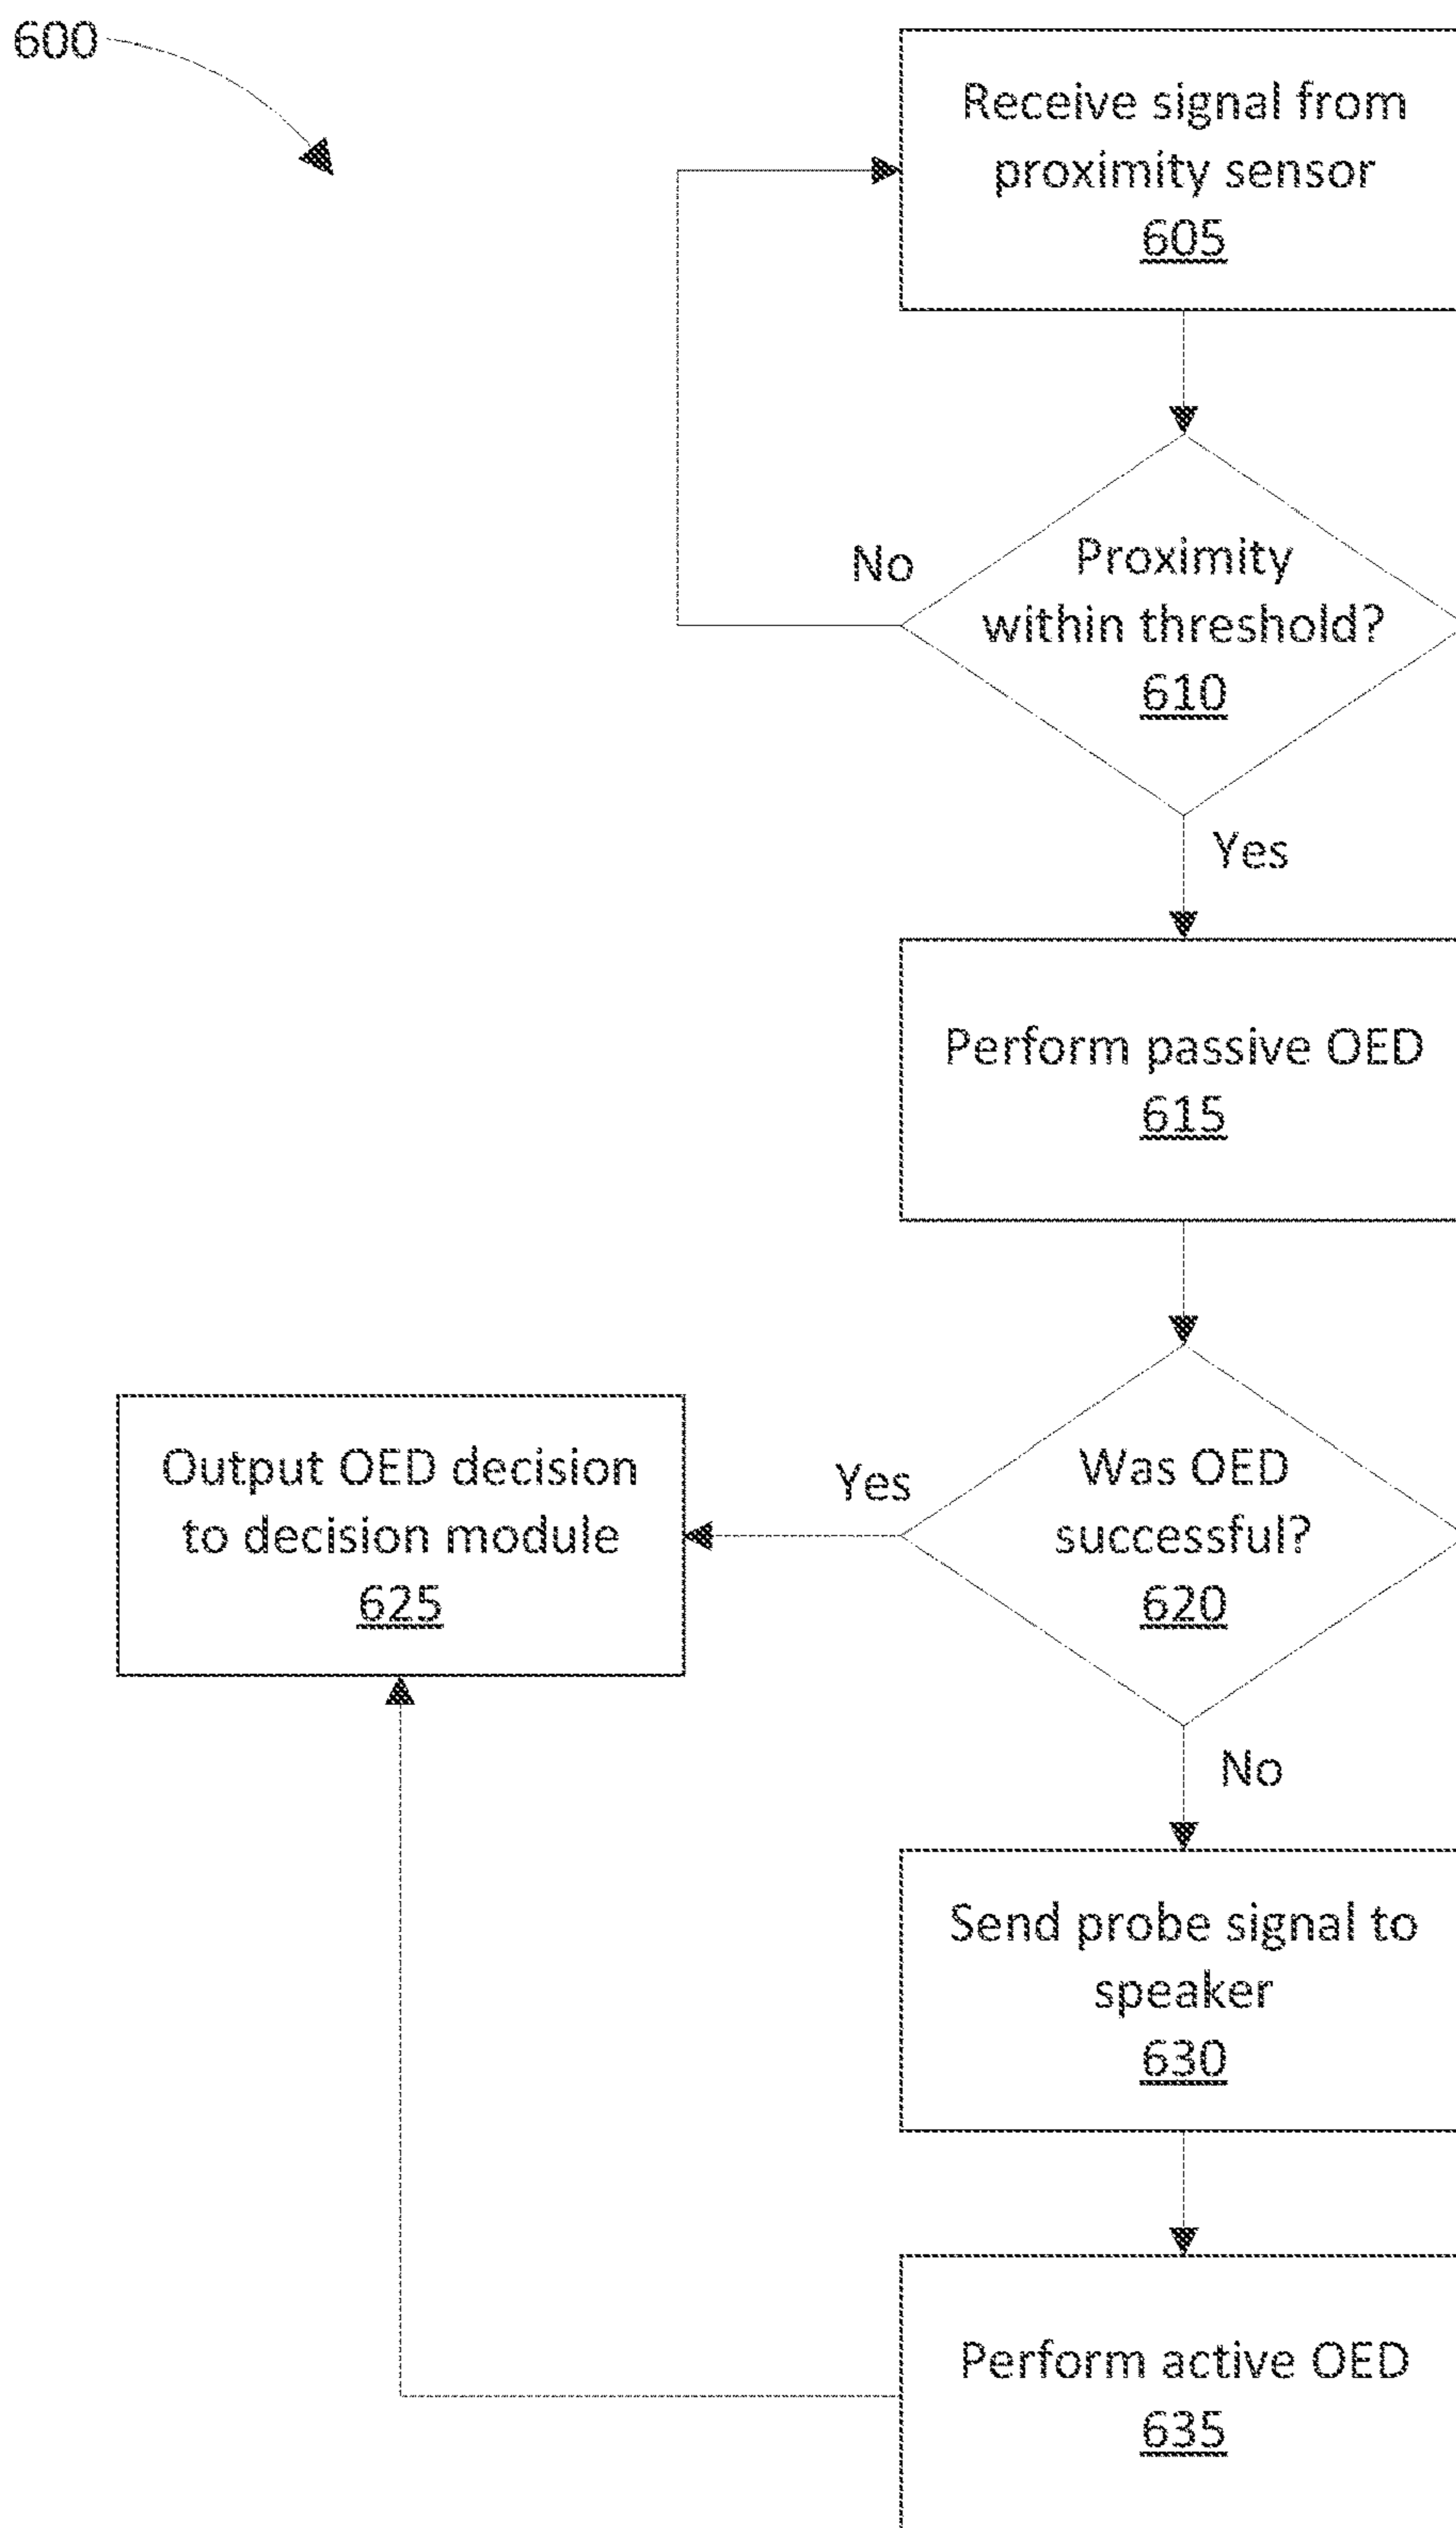 600
Receive signal from
proximity sensor
605
No
Proximity
within threshold?
610
Yes
Perform passive OED
615
Output OED decision
to decision module
625
Yes
Was OED
successful?
620
No
Send probe signal to
speaker
630
Perform active OED
635